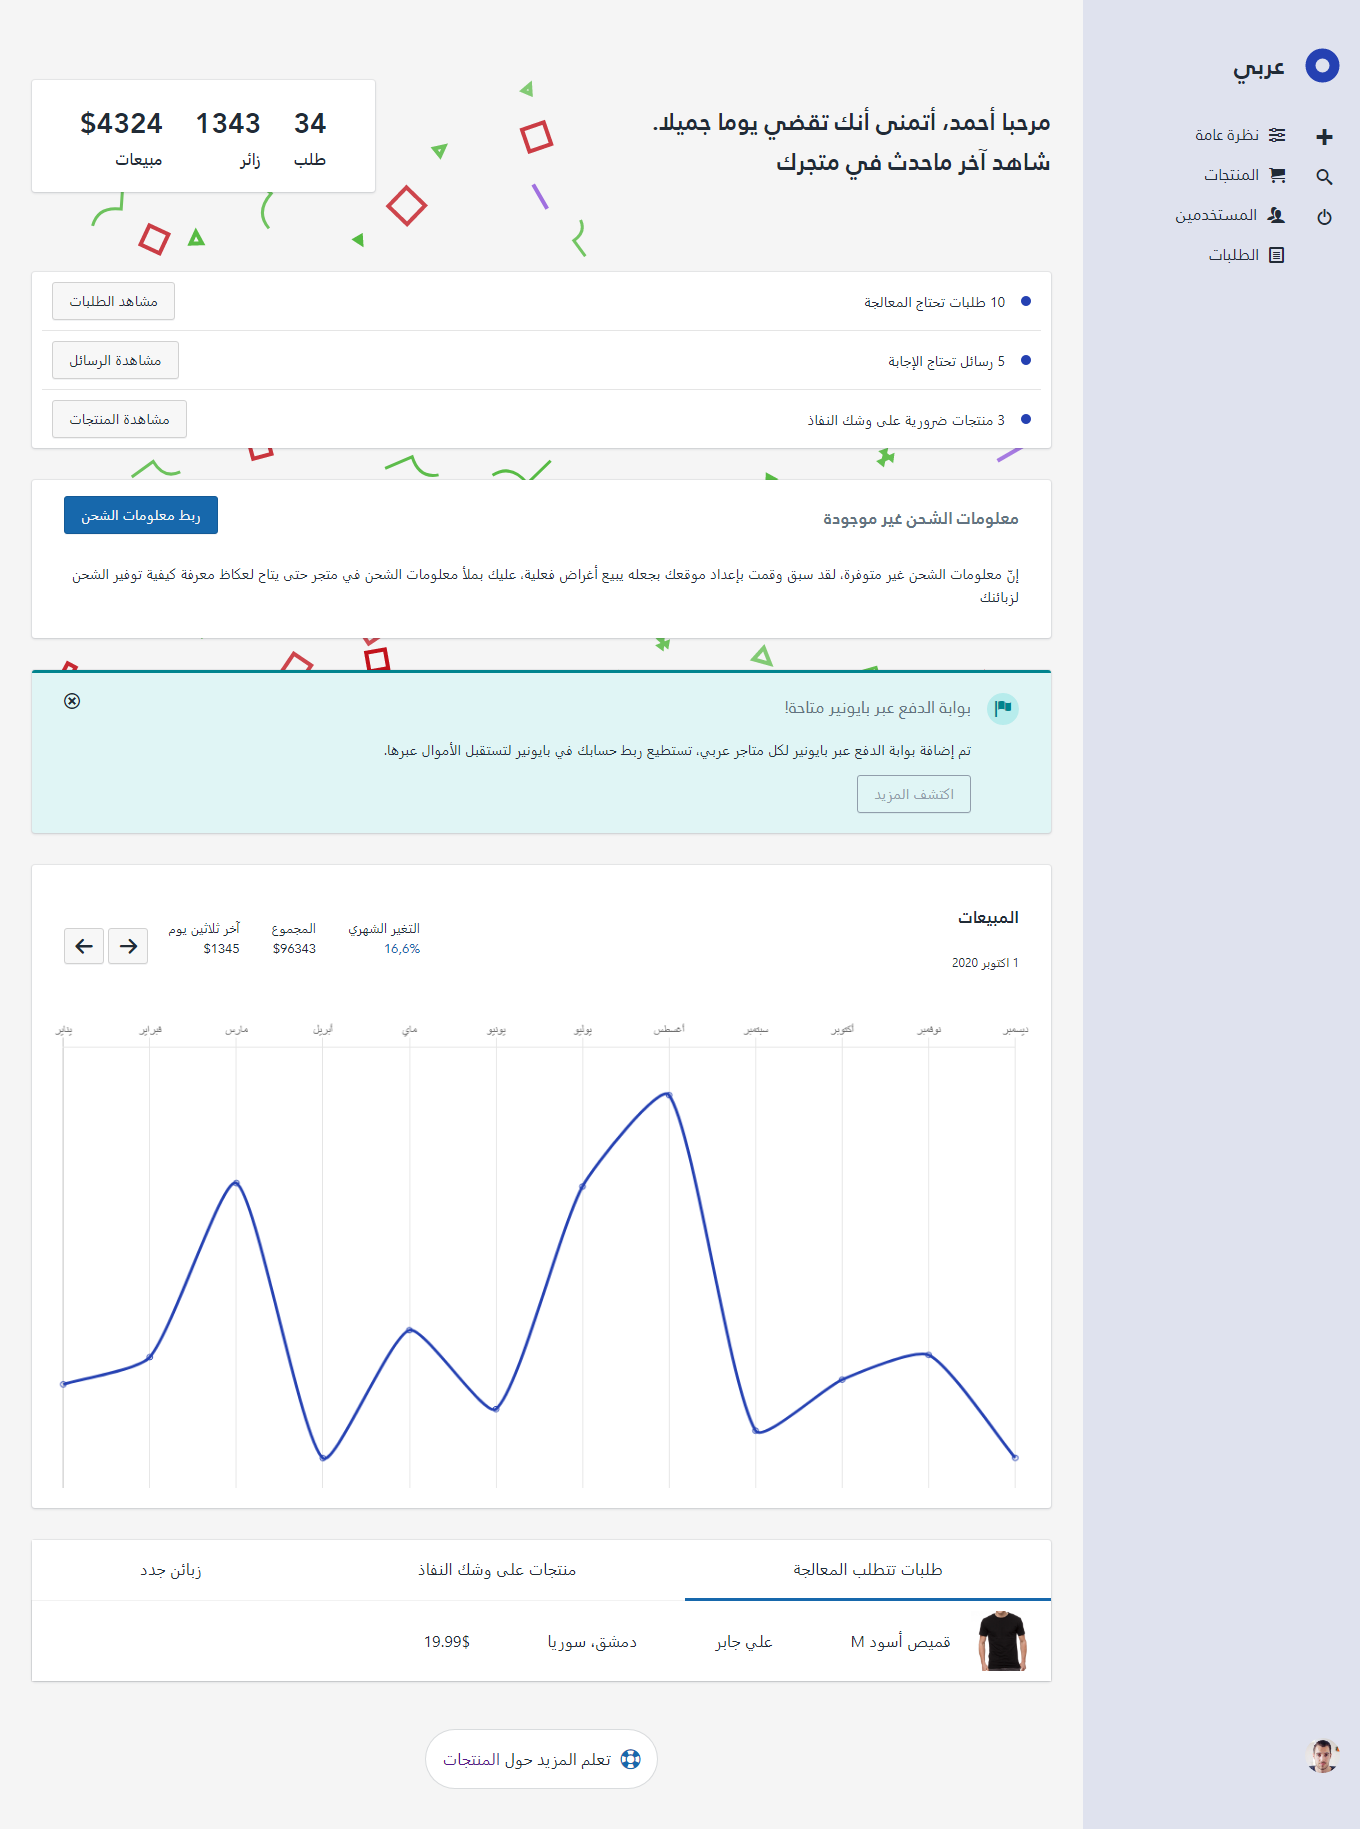 عربي
نظرة عامة
المنتجات
المستخدمين
الطلبات
مرحبا أحمد، أتمنى أنك تقضي يوما جميلا.
شاهد آخر ماحدث في متجرك
34 1343 $4324
طلب زائر مبيعات
10 طلبات تحتاج المعالجة
مشاهد الطلبات
5 رسائل تحتاج الإجابة
مشاهدة الرسائل
3 منتجات ضرورية على وشك النفاذ
مشاهدة المنتجات
معلومات الشحن غير موجودة
ربط معلومات الشحن
إنّ معلومات الشحن غير متوفرة، لقد سبق وقمت بإعداد موقعك بجعله يبيع أغراض فعلية، عليك بملأ معلومات الشحن في متجر حتى يتاح لعكاظ معرفة كيفية توفير الشحن
لزبائنك
بوابة الدفع عبر بايونير متاحة!
تم إضافة بوابة الدفع عبر بايونير لكل متاجر عربي، تستطيع ربط حسابك في بايونير لتستقبل الأموال عبرها.
اكتشف المزيد
المبيعات
1 اكتوبر 2020
التغير الشهري المجموع آخر ثلاثين يوم
16,6% $96343 $1345
ديسمبر نوفمبر أكتوبر سبتمبر أغسطس يوليو يونيو ماي أبريل مارس فبراير يناير
طلبات تتطلب المعالجة منتجات على وشك النفاذ زبائن جدد
قميص أسود M علي جابر دمشق، سوريا 19.99$
تعلم المزيد حول المنتجات